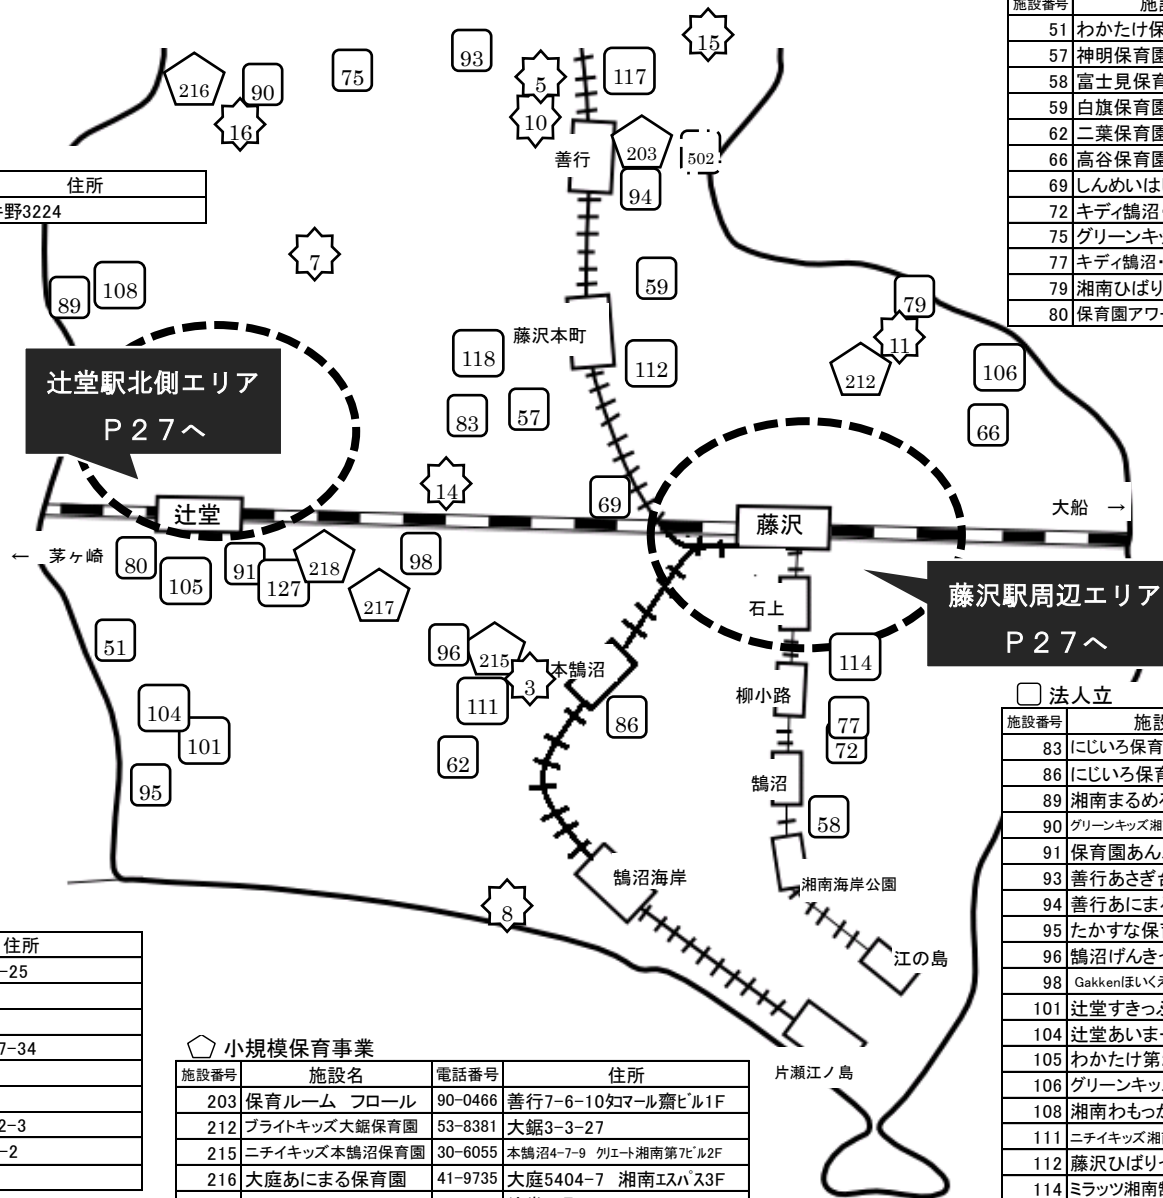 施設番号
51 わかたけ保
57 神明保育園
58 富士見保育
59 白旗保育園
62 二葉保育園
66 高谷保育園
69 しんめいは
72 キディ鵠沼
75 グリーンキッ
77 キディ鵠沼・
79 湘南ひばり
80 保育園アワ
15
93
5
117
75
216
90
16
10
善行
203
502
94
住所
野3224
7
59
89
108
79
11
藤沢本町
118
112
212
106
辻堂駅北側エリア
P27へ
83
57
66
14
69
辻堂
藤沢
大船 →
← 茅ヶ崎
80
105
91
127
218
98
217
石上
藤沢駅周辺エリア
P27へ
51
96
215
3
本鵠沼
114
111
柳小路
104
101
86
77
72
62
95
鵠沼
58
鵠沼海岸
湘南海岸公園
8
江の島
片瀬江ノ島
法人立
施設番号
83 にじいろ保育
86 にじいろ保育
89 湘南まるめろ
90 グリーンキッズ湘
91 保育園あん
93 善行あさぎ台
94 善行あにま
95 たかすな保
96 鵠沼げんきっ
98 Gakkenほいくえ
101 辻堂すきっぷ
104 辻堂あいま
105 わかたけ第
106 グリーンキッ
108 湘南わもっか
111 ニチイキッズ湘
112 藤沢ひばり
114 ミラッツ湘南
住所
-25
7-34
2-3
-2
小規模保育事業
施設番号 施設名 電話番号 住所
203 保育ルーム フロール 90-0466 善行7-6-10タマール齋ビル1F
212 ブライトキッズ大鋸保育園 53-8381 大鋸3-3-27
215 ニチイキッズ本鵠沼保育園 30-6055 本鵠沼4-7-9 クリエート湘南第7ビル2F
216 大庭あにまる保育園 41-9735 大庭5404-7 湘南エスパス3F